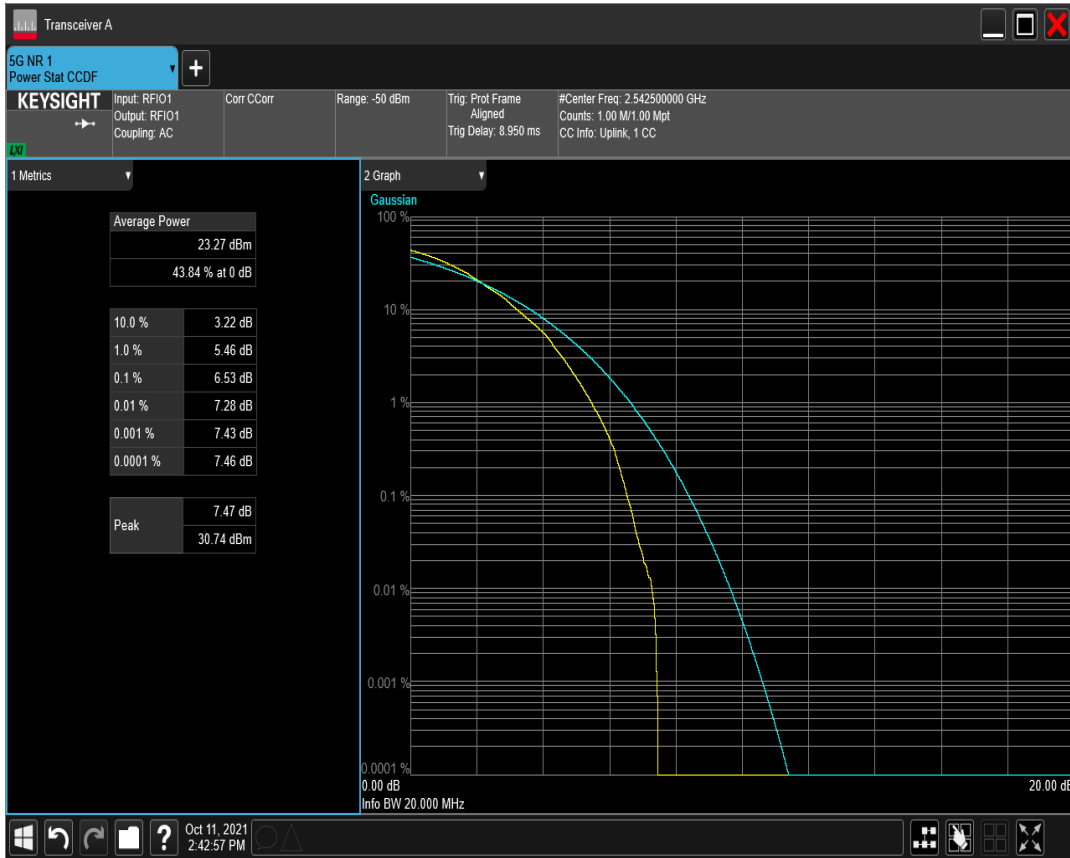 Transceiver A
5G NR 1
Power Stat CCDF
+
KEYSIGHT
LXI
Input: RFIO1
Output: RFIO1
Coupling: AC
Corr CCorr
Range: -50 dBm
Trig: Prot Frame
Aligned
Trig Delay: 8.950 ms
#Center Freq: 2.542500000 GHz
Counts: 1.00 M/1.00 Mpt
CC Info: Uplink, 1 CC
1 Metrics
Average Power
23.27 dBm
43.84 % at 0 dB
10.0 % 3.22 dB
1.0 % 5.46 dB
0.1 % 6.53 dB
0.01 % 7.28 dB
0.001 % 7.43 dB
0.0001 % 7.46 dB
Peak
7.47 dB
30.74 dBm
2 Graph
Gaussian
100 %
10 %
1 %
0.1 %
0.01 %
0.001 %
0.0001 %
0.00 dB
20.00 dB
Info BW 20.000 MHz
?
Oct 11, 2021
2:42:57 PM